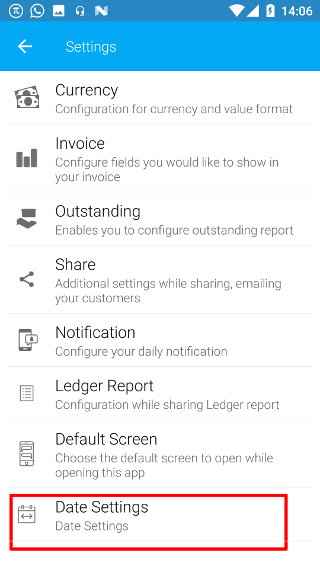 14:06
Settings
Currency
Configuration for currency and value format
Invoice
Configure fields you would like to show in
your invoice
Outstanding
Enables you to configure outstanding report
Share
Additional settings while sharing, emailing
your customers
Notification
Configure your daily notification
Ledger Report
Configuration while sharing Ledger report
Default Screen
Choose the default screen to open while
opening this app
Date Settings
Date Settings